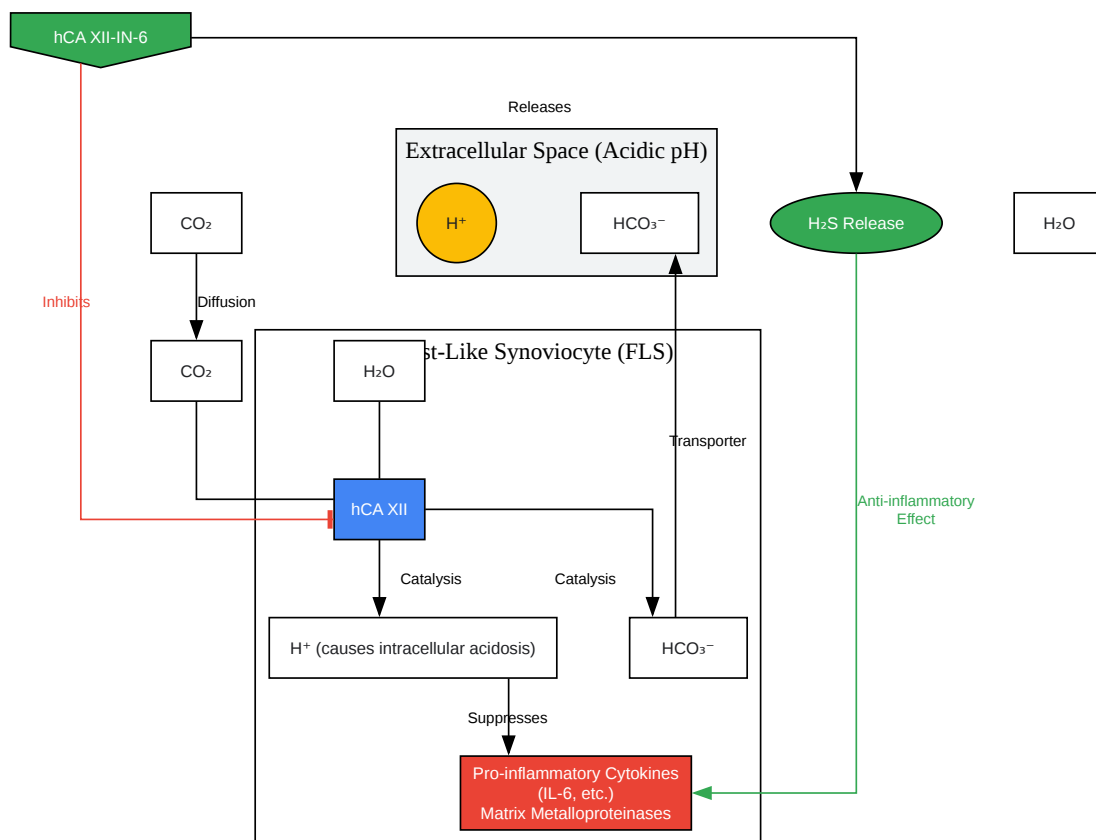 hCA XII-IN-6
Releases
Extracellular Space (Acidic pH)
CO₂
H⁺
HCO₃⁻
H₂S Release
H₂O
Inhibits
Diffusion
st-Like Synoviocyte (FLS)
CO₂
H₂O
Transporter
hCA XII
Anti-inflammatory
Effect
Catalysis
Catalysis
H⁺ (causes intracellular acidosis)
HCO₃⁻
Suppresses
Pro-inflammatory Cytokines
(IL-6, etc.)
Matrix Metalloproteinases